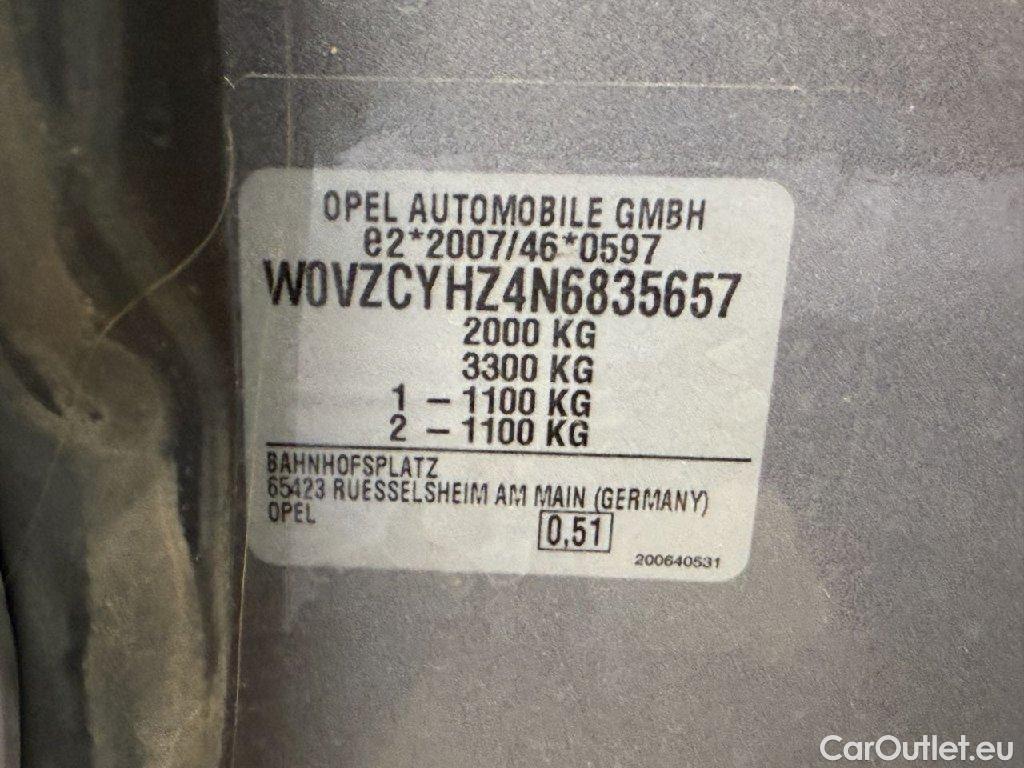 OPEL AUTOMOBILE GMBH
e2*2007/46*0597
W0VZCYHZ4N6835657
2000 KG
3300 KG
1 – 1100 KG
2 – 1100 KG
BAHNHOFSPLATZ
65423 RUESSELSHEIM AM MAIN (GERMANY)
OPEL
0,51
200640531
CarOutlet.eu